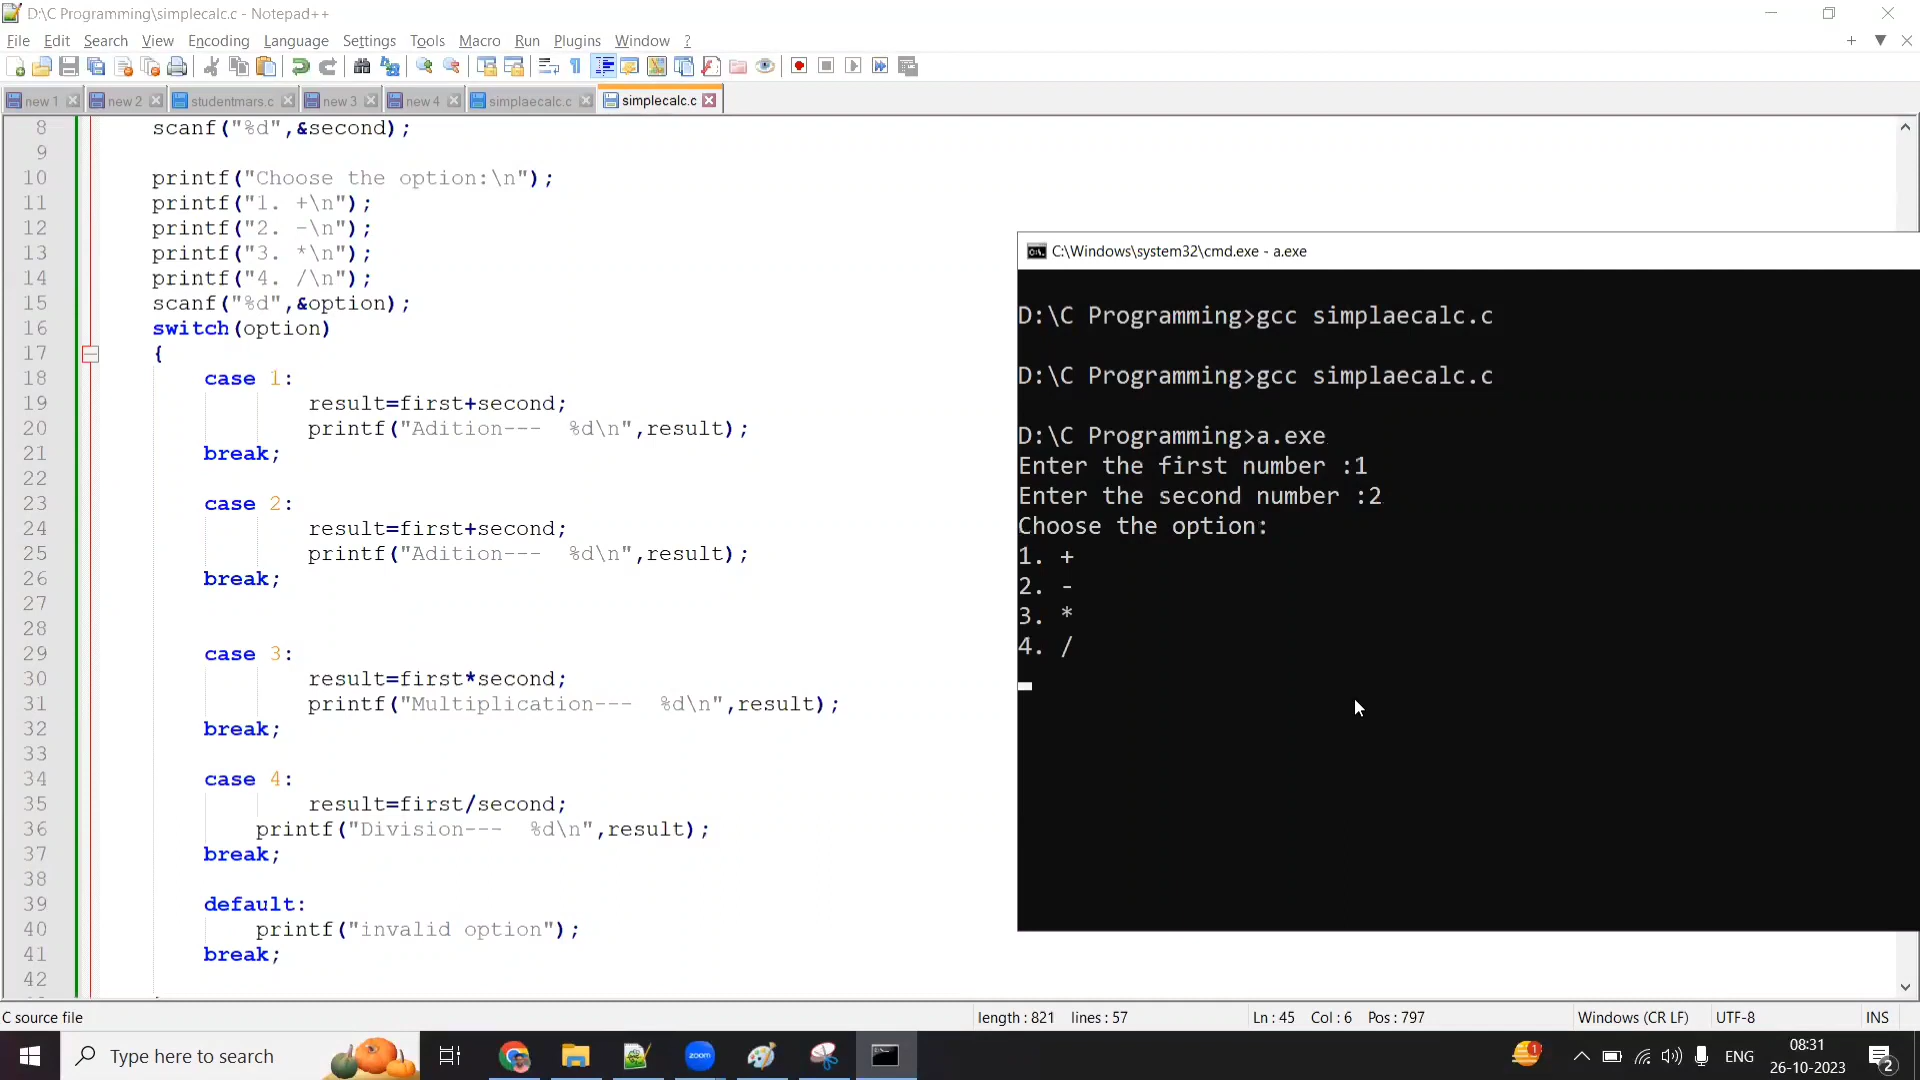 D:\C Programming\simplecalc.c - Notepad++
File Edit Search View Encoding Language Settings Tools Macro Run Plugins Window ?
new 1 new 2 studentmars.c new 3 new 4 simplaecalc.c simplecalc.c
8 scanf("%d",&second);
9
10 printf("Choose the option:\n");
11 printf("1. +\n");
12 printf("2. -\n");
13 printf("3. *\n");
14 printf("4. /\n");
15 scanf("%d",&option);
16 switch(option)
17 {
18 case 1:
19 result=first+second;
20 printf("Adition--- %d\n",result);
21 break;
22
23 case 2:
24 result=first+second;
25 printf("Adition--- %d\n",result);
26 break;
27
28
29 case 3:
30 result=first*second;
31 printf("Multiplication--- %d\n",result);
32 break;
33
34 case 4:
35 result=first/second;
36 printf("Division--- %d\n",result);
37 break;
38
39 default:
40 printf("invalid option");
41 break;
42
C:\Windows\system32\cmd.exe - a.exe
D:\C Programming>gcc simplaecalc.c
D:\C Programming>gcc simplaecalc.c
D:\C Programming>a.exe
Enter the first number :1
Enter the second number :2
Choose the option:
1. +
2. -
3. *
4. /
C source file length : 821 lines : 57 Ln : 45 Col : 6 Pos : 797 Windows (CR LF) UTF-8 INS
Type here to search zoom 1 ENG 08:31 2
26-10-2023